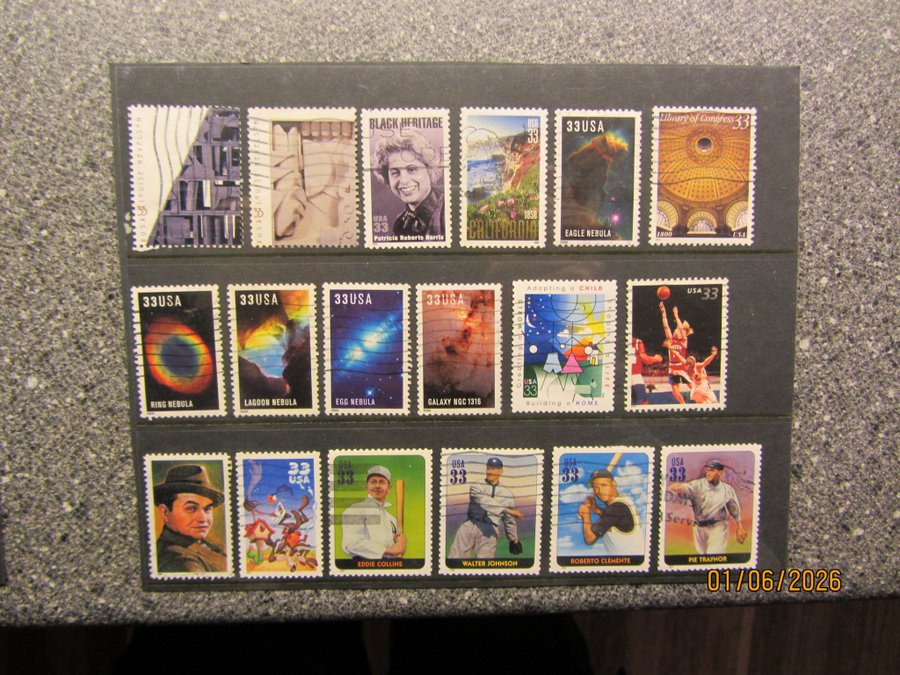 BLACK HERITAGE
USA
33
Patricia Roberts Harris
USA
33
1850
CALIFORNIA
33USA
EAGLE NEBULA
Library of Congress 33
1800 USA
33USA
RING NEBULA
33USA
LAGOON NEBULA
33USA
EGG NEBULA
33USA
GALAXY NGC 1316
Adopting a CHILD
USA
33
Building a HOME
USA 33
33
USA
USA
33
EDDIE COLLINS
USA
33
WALTER JOHNSON
USA
33
ROBERTO CLEMENTE
USA
33
PIE TRAYNOR
01/06/2026